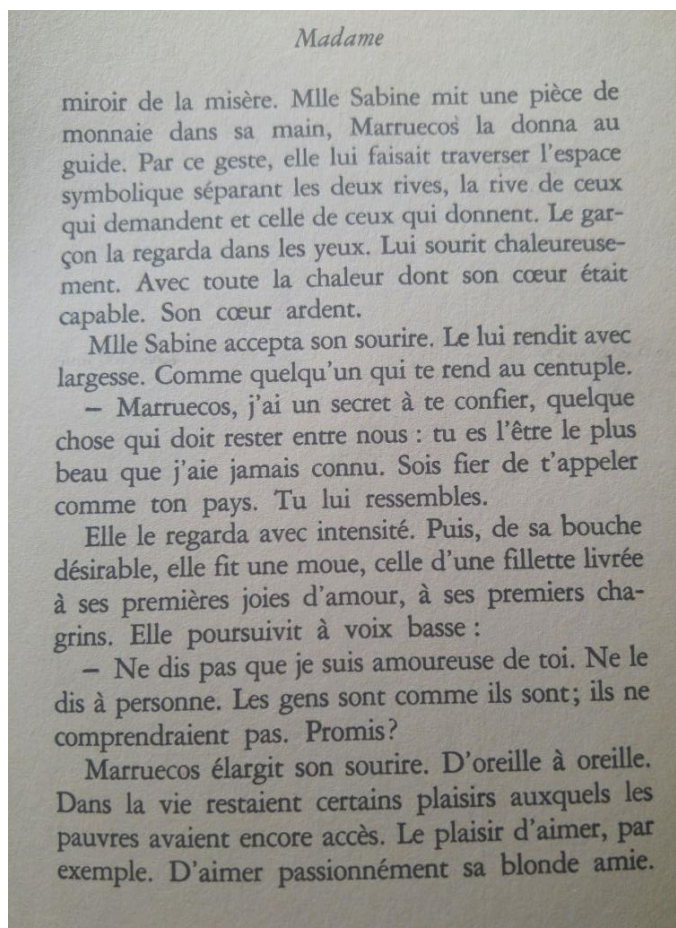 Madame
miroir de la misère. Mlle Sabine mit une pièce de
monnaie dans sa main, Marruecos la donna au
guide. Par ce geste, elle lui faisait traverser l'espace
symbolique séparant les deux rives, la rive de ceux
qui demandent et celle de ceux qui donnent. Le gar-
çon la regarda dans les yeux. Lui sourit chaleureuse-
ment. Avec toute la chaleur dont son cœur était
capable. Son cœur ardent.
Mlle Sabine accepta son sourire. Le lui rendit avec
largesse. Comme quelqu'un qui te rend au centuple.
— Marruecos, j'ai un secret à te confier, quelque
chose qui doit rester entre nous : tu es l'être le plus
beau que j'aie jamais connu. Sois fier de t'appeler
comme ton pays. Tu lui ressembles.
Elle le regarda avec intensité. Puis, de sa bouche
désirable, elle fit une moue, celle d'une fillette livrée
à ses premières joies d'amour, à ses premiers cha-
grins. Elle poursuivit à voix basse :
— Ne dis pas que je suis amoureuse de toi. Ne le
dis à personne. Les gens sont comme ils sont; ils ne
comprendraient pas. Promis?
Marruecos élargit son sourire. D'oreille à oreille.
Dans la vie restaient certains plaisirs auxquels les
pauvres avaient encore accès. Le plaisir d'aimer, par
exemple. D'aimer passionnément sa blonde amie.